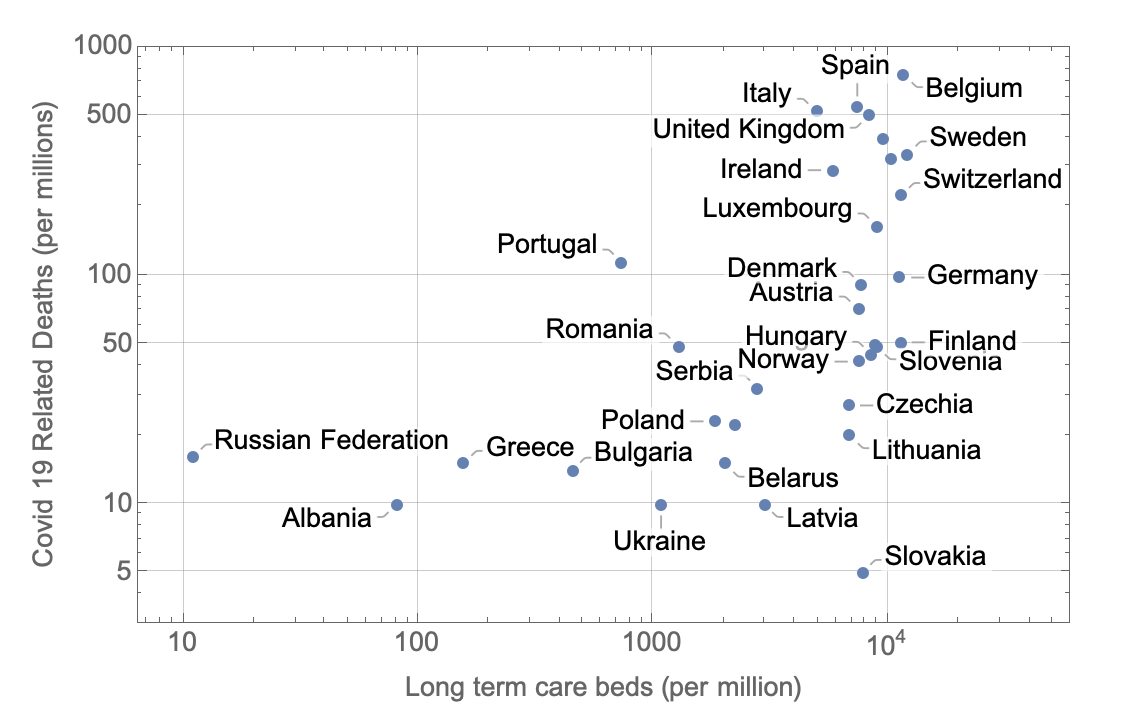 1000
500
100
50
10
5
Covid 19 Related Deaths (per millions)
Spain
Belgium
Italy
United Kingdom
Sweden
Ireland
Switzerland
Luxembourg
Portugal
Denmark
Germany
Austria
Romania
Hungary
Finland
Norway
Slovenia
Serbia
Czechia
Poland
Russian Federation
Greece
Bulgaria
Lithuania
Belarus
Albania
Latvia
Ukraine
Slovakia
10
100
1000
10⁴
Long term care beds (per million)